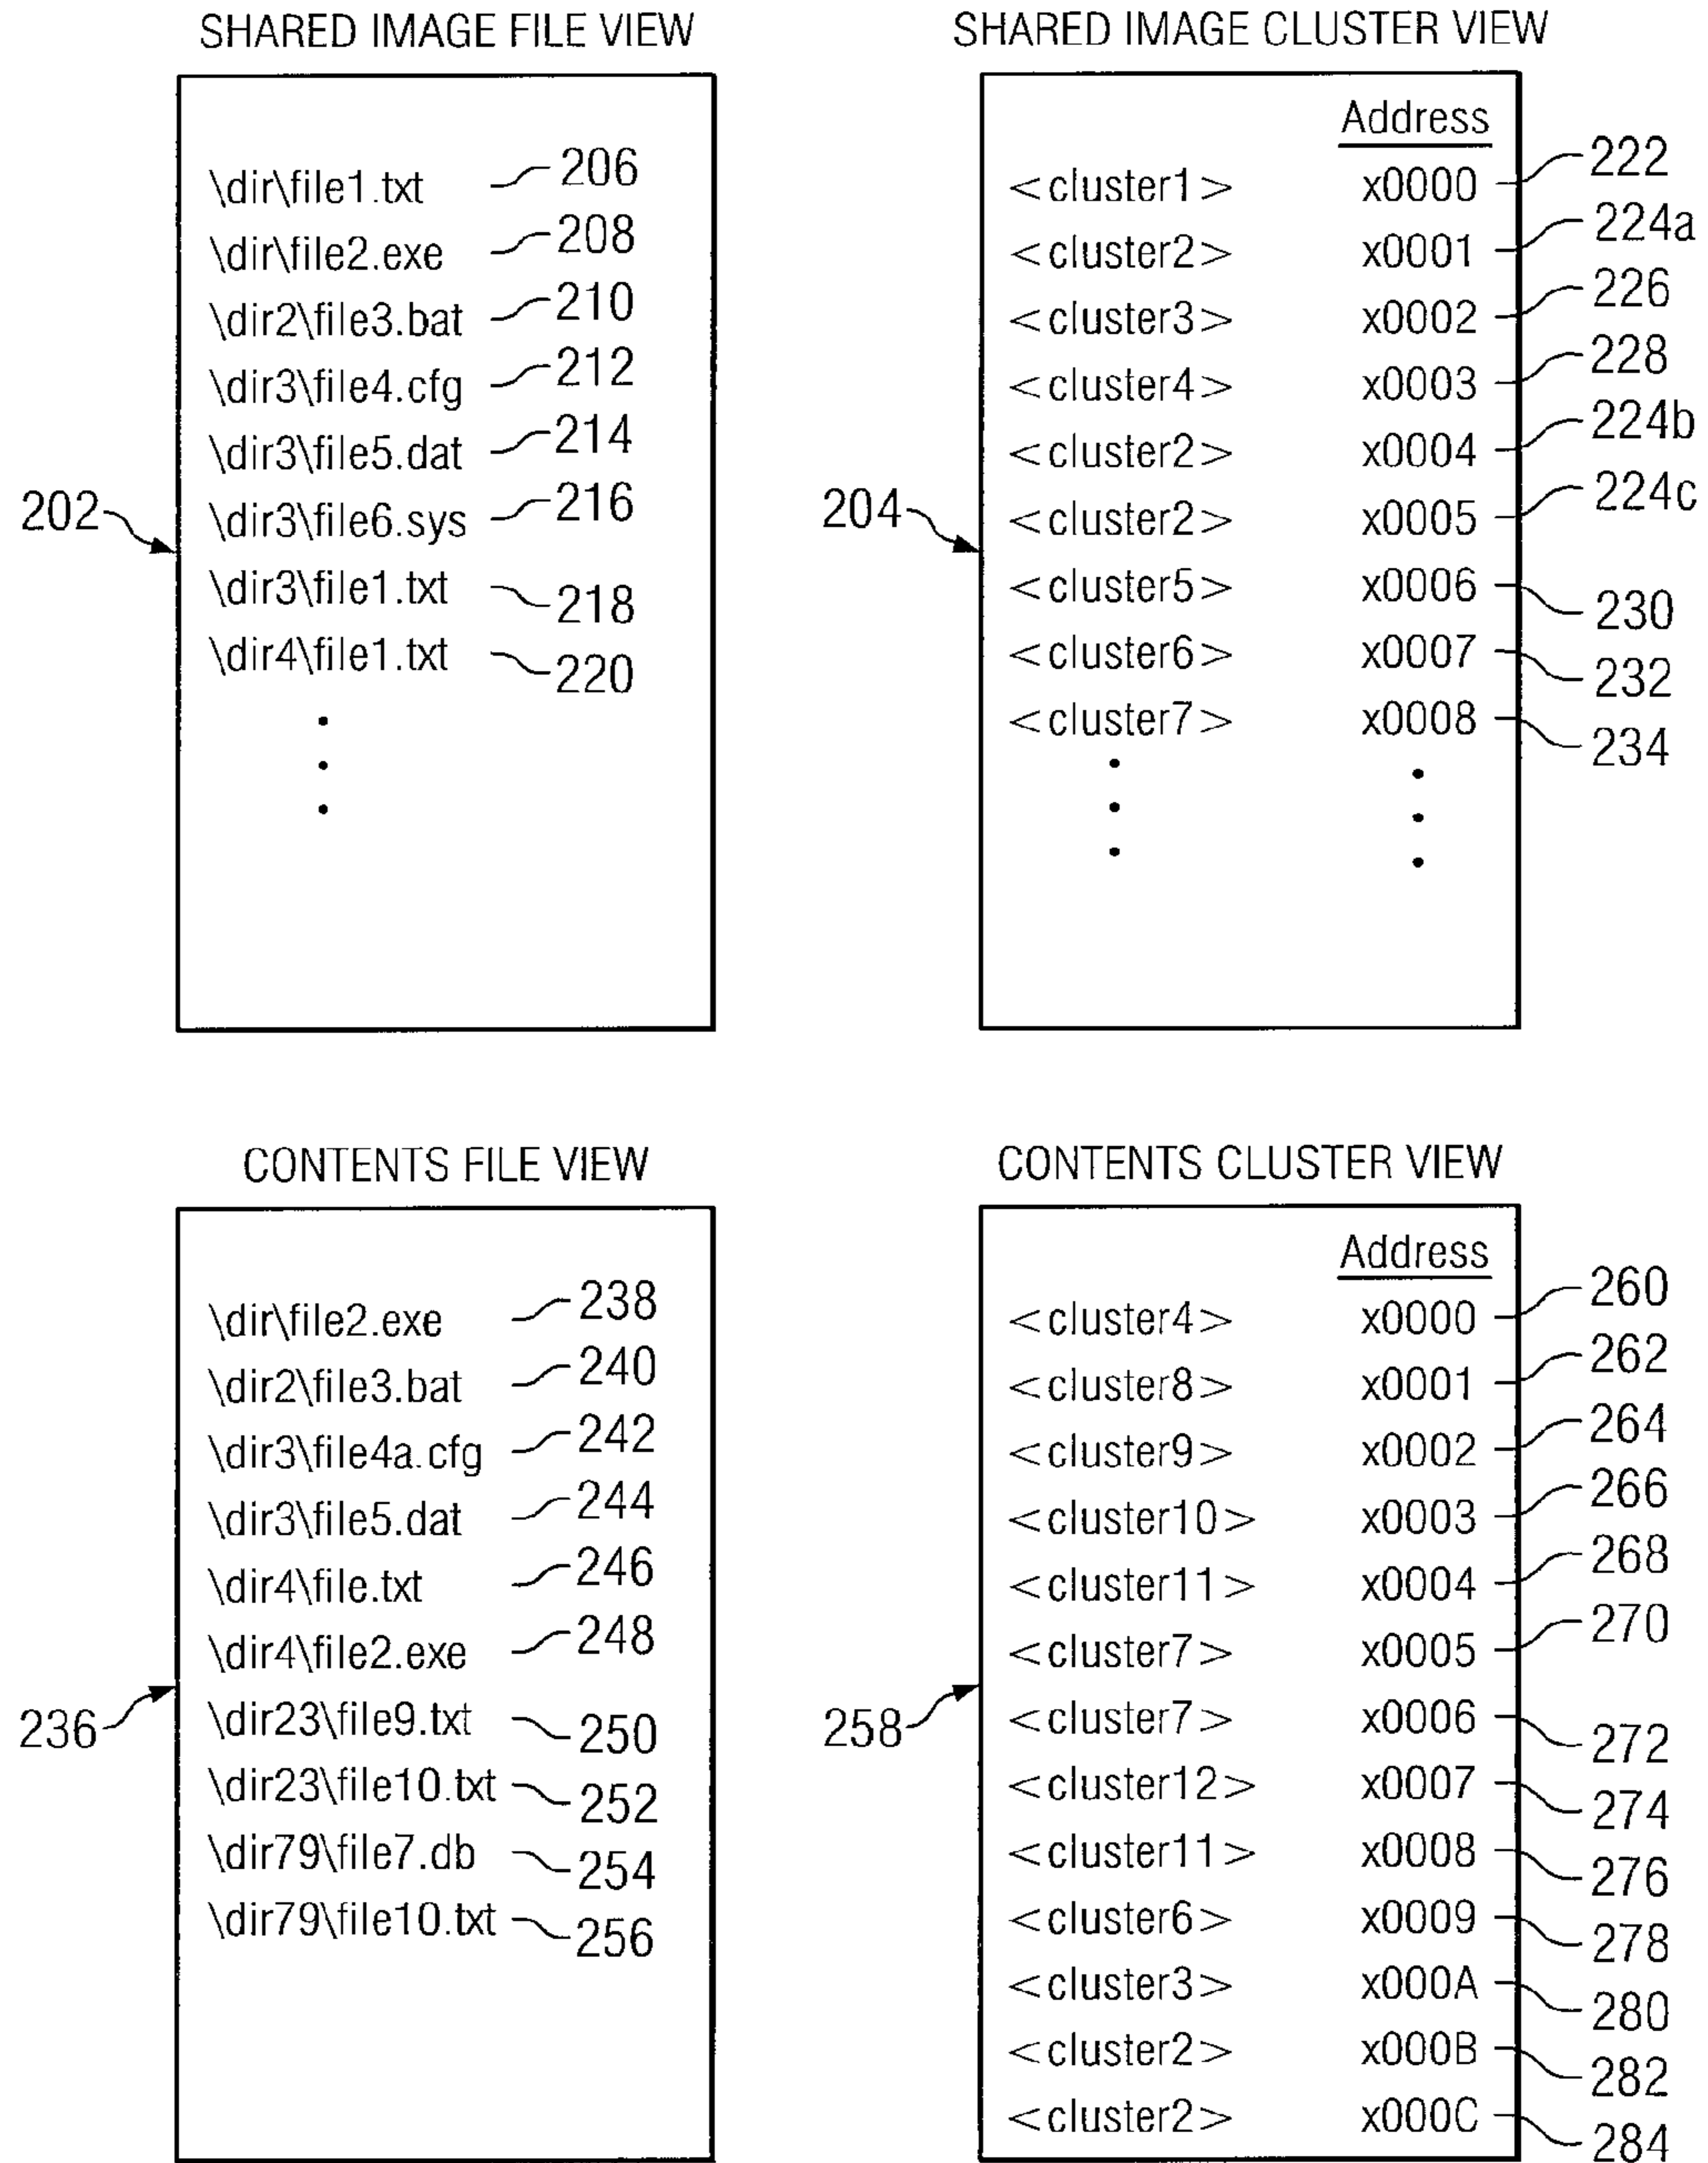 SHARED IMAGE FILE VIEW
\dir\file1.txt 206
\dir\file2.exe 208
\dir2\file3.bat 210
\dir3\file4.cfg 212
\dir3\file5.dat 214
\dir3\file6.sys 216
\dir3\file1.txt 218
\dir4\file1.txt 220
202
SHARED IMAGE CLUSTER VIEW
Address
<cluster1> x0000 222
<cluster2> x0001 224a
<cluster3> x0002 226
<cluster4> x0003 228
<cluster2> x0004 224b
<cluster2> x0005 224c
<cluster5> x0006 230
<cluster6> x0007 232
<cluster7> x0008 234
204
CONTENTS FILE VIEW
\dir\file2.exe 238
\dir2\file3.bat 240
\dir3\file4a.cfg 242
\dir3\file5.dat 244
\dir4\file.txt 246
\dir4\file2.exe 248
\dir23\file9.txt 250
\dir23\file10.txt 252
\dir79\file7.db 254
\dir79\file10.txt 256
236
CONTENTS CLUSTER VIEW
Address
<cluster4> x0000 260
<cluster8> x0001 262
<cluster9> x0002 264
<cluster10> x0003 266
<cluster11> x0004 268
<cluster7> x0005 270
<cluster7> x0006 272
<cluster12> x0007 274
<cluster11> x0008 276
<cluster6> x0009 278
<cluster3> x000A 280
<cluster2> x000B 282
<cluster2> x000C 284
258